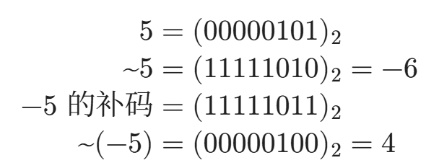 5 = (00000101)₂
~5 = (11111010)₂ = −6
−5 的补码 = (11111011)₂
~(−5) = (00000100)₂ = 4